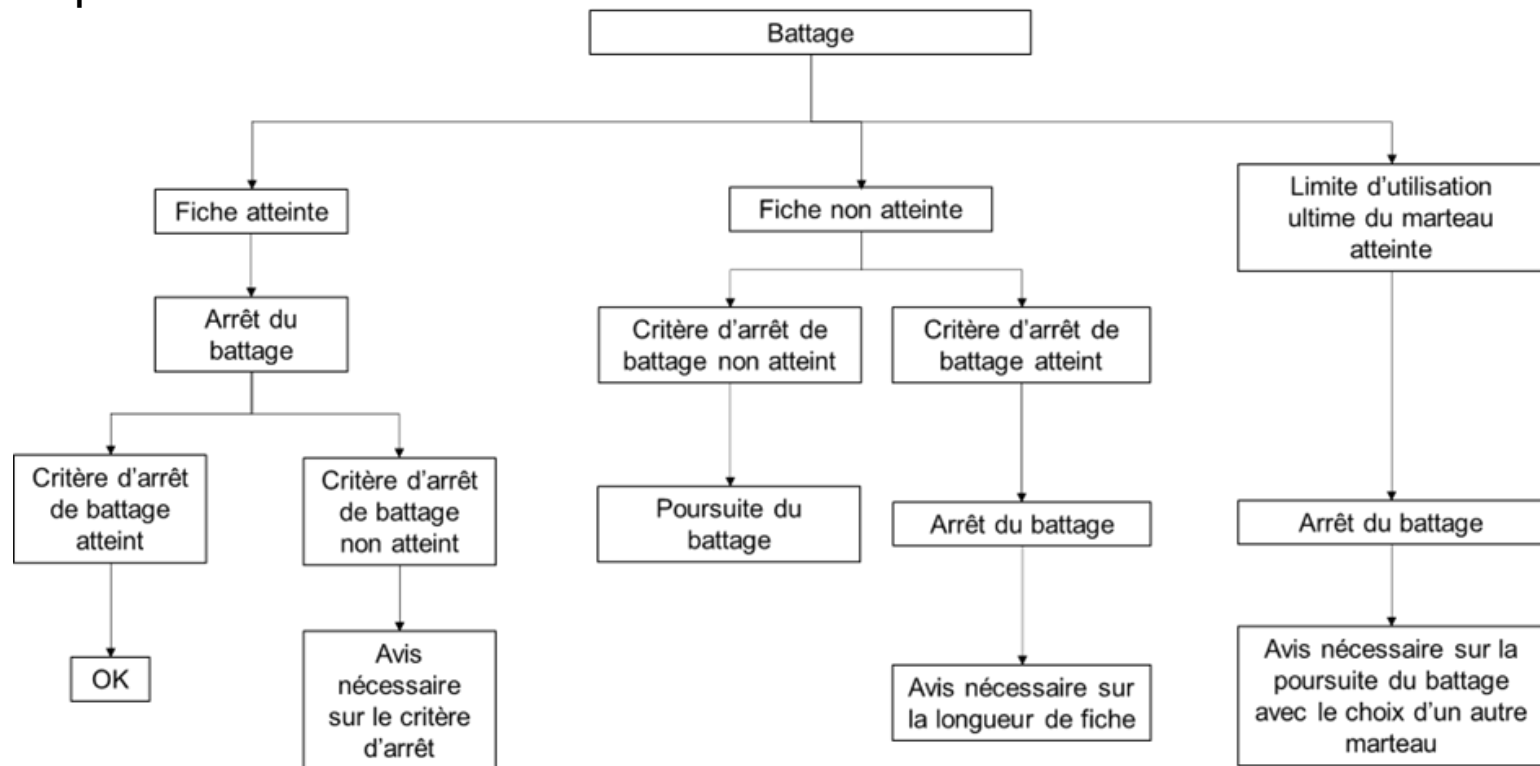 Battage
Fiche atteinte
Fiche non atteinte
Limite d'utilisation
ultime du marteau
atteinte
Arrêt du
battage
Critère d'arrêt de
battage non atteint
Critère d'arrêt de
battage atteint
Critère d'arrêt
de battage
atteint
Critère d'arrêt
de battage
non atteint
Poursuite du
battage
Arrêt du battage
Arrêt du battage
OK
Avis
nécessaire
sur le critère
d'arrêt
Avis nécessaire sur
la longueur de fiche
Avis nécessaire sur la
poursuite du battage
avec le choix d'un autre
marteau